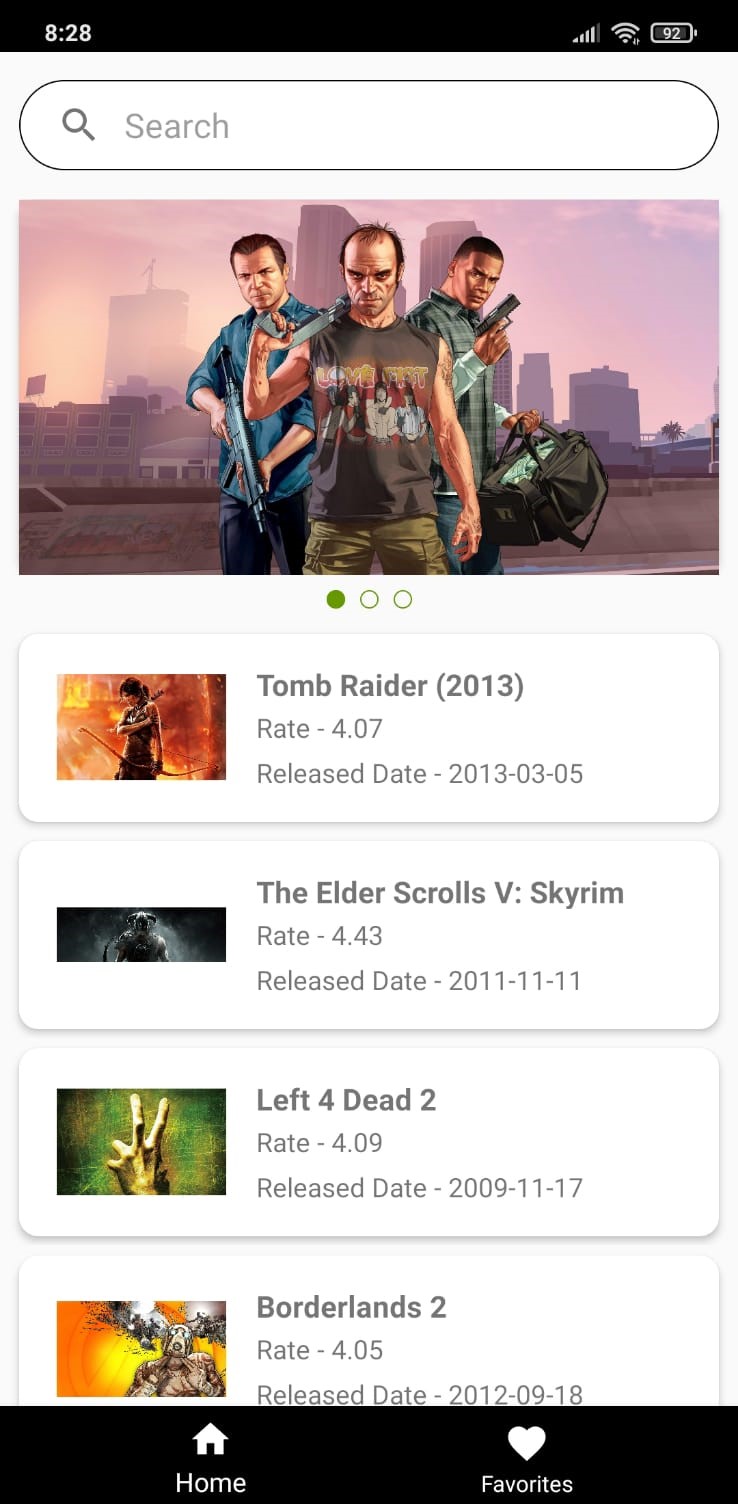 8:28
92
Search
LOVE FIST
Tomb Raider (2013)
Rate - 4.07
Released Date - 2013-03-05
The Elder Scrolls V: Skyrim
Rate - 4.43
Released Date - 2011-11-11
Left 4 Dead 2
Rate - 4.09
Released Date - 2009-11-17
Borderlands 2
Rate - 4.05
Released Date - 2012-09-18
Home
Favorites